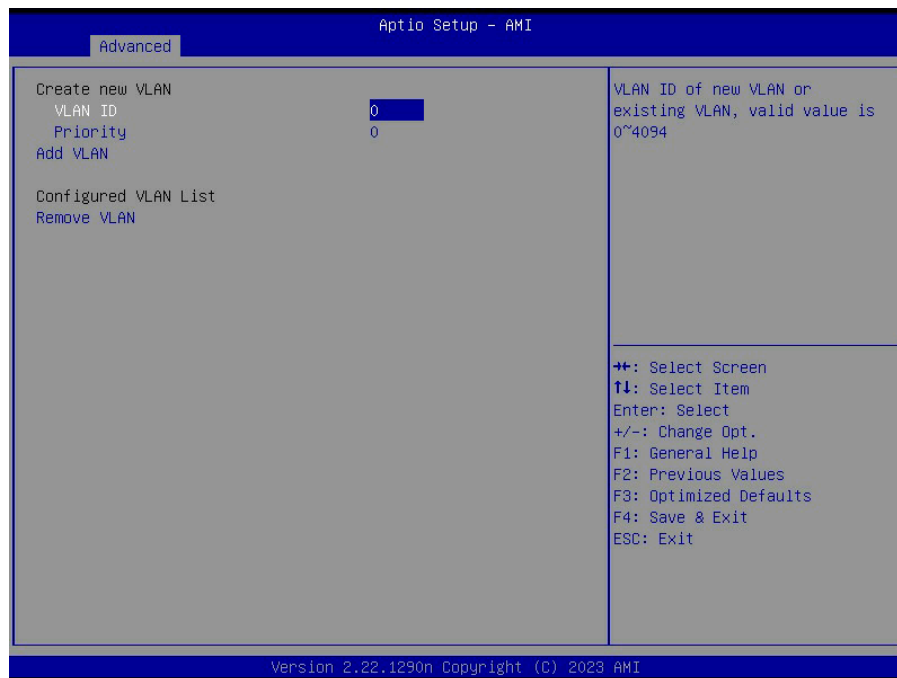 Aptio Setup – AMI
Advanced
Create new VLAN
VLAN ID 0
Priority 0
Add VLAN
Configured VLAN List
Remove VLAN
VLAN ID of new VLAN or
existing VLAN, valid value is
0~4094
→←: Select Screen
↑↓: Select Item
Enter: Select
+/-: Change Opt.
F1: General Help
F2: Previous Values
F3: Optimized Defaults
F4: Save & Exit
ESC: Exit
Version 2.22.1290n Copyright (C) 2023 AMI